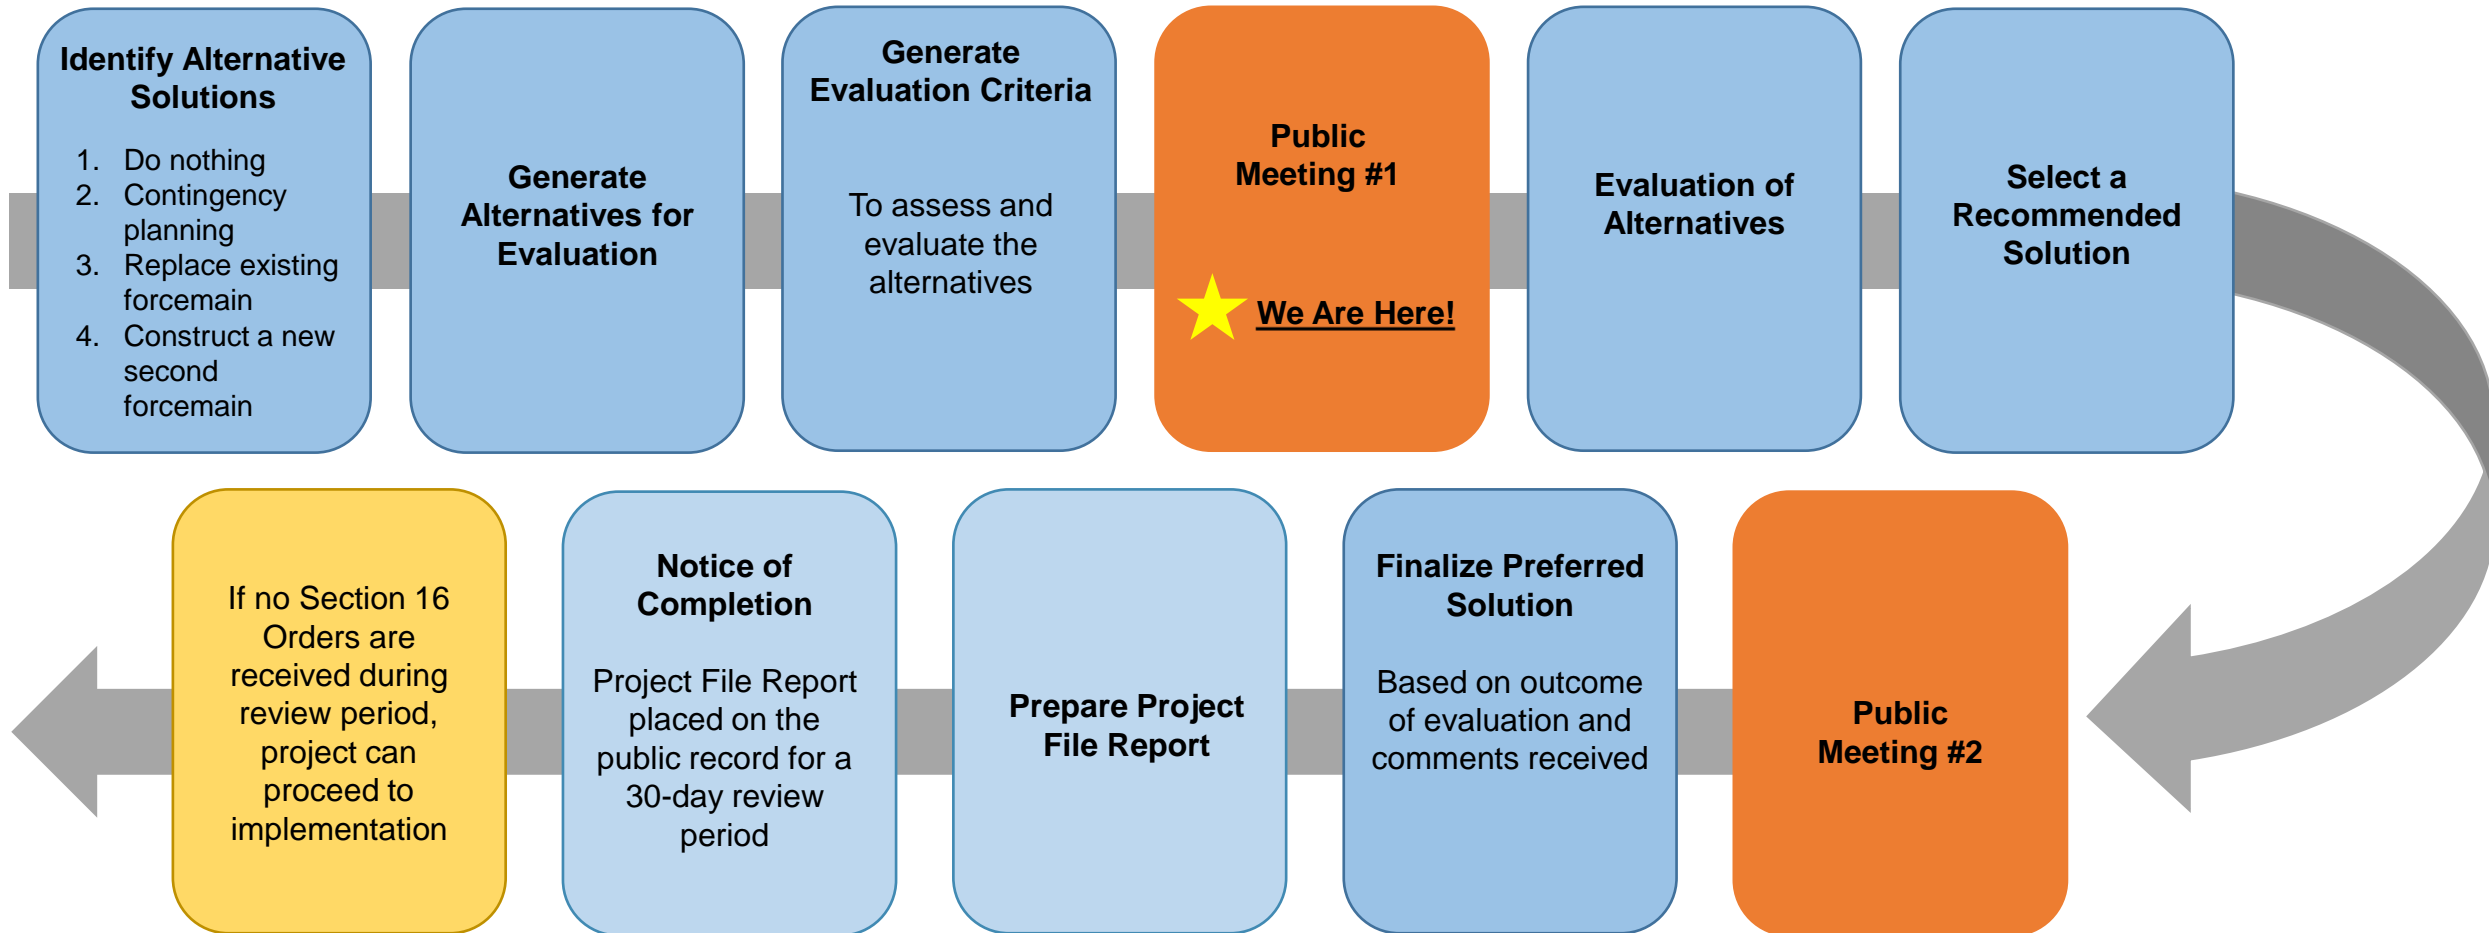 Identify Alternative
Solutions
1. Do nothing
2. Contingency
planning
3. Replace existing
forcemain
4. Construct a new
second
forcemain
Generate
Alternatives for
Evaluation
Generate
Evaluation Criteria
To assess and
evaluate the
alternatives
Public
Meeting #1
We Are Here!
Evaluation of
Alternatives
Select a
Recommended
Solution
Public
Meeting #2
Finalize Preferred
Solution
Based on outcome
of evaluation and
comments received
Prepare Project
File Report
Notice of
Completion
Project File Report
placed on the
public record for a
30-day review
period
If no Section 16
Orders are
received during
review period,
project can
proceed to
implementation